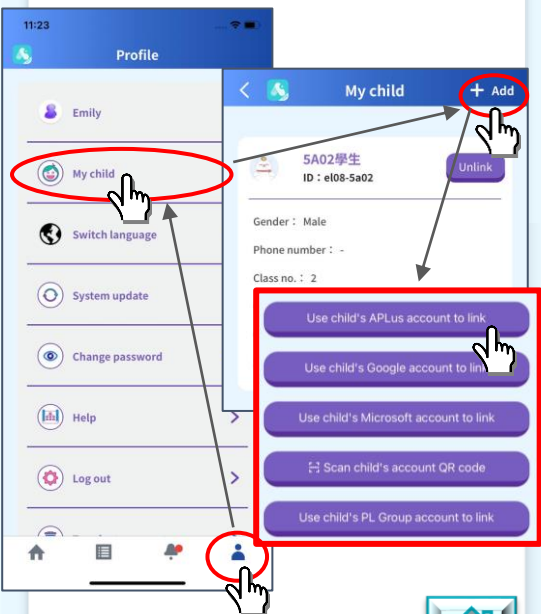 11:23
Profile
Emily
My child
Switch language
System update
Change password
Help
Log out
My child
+ Add
5A02學生
ID：el08-5a02
Unlink
Gender： Male
Phone number： -
Class no.： 2
Use child's APLus account to link
Use child's Google account to link
Use child's Microsoft account to link
Scan child's account QR code
Use child's PL Group account to link